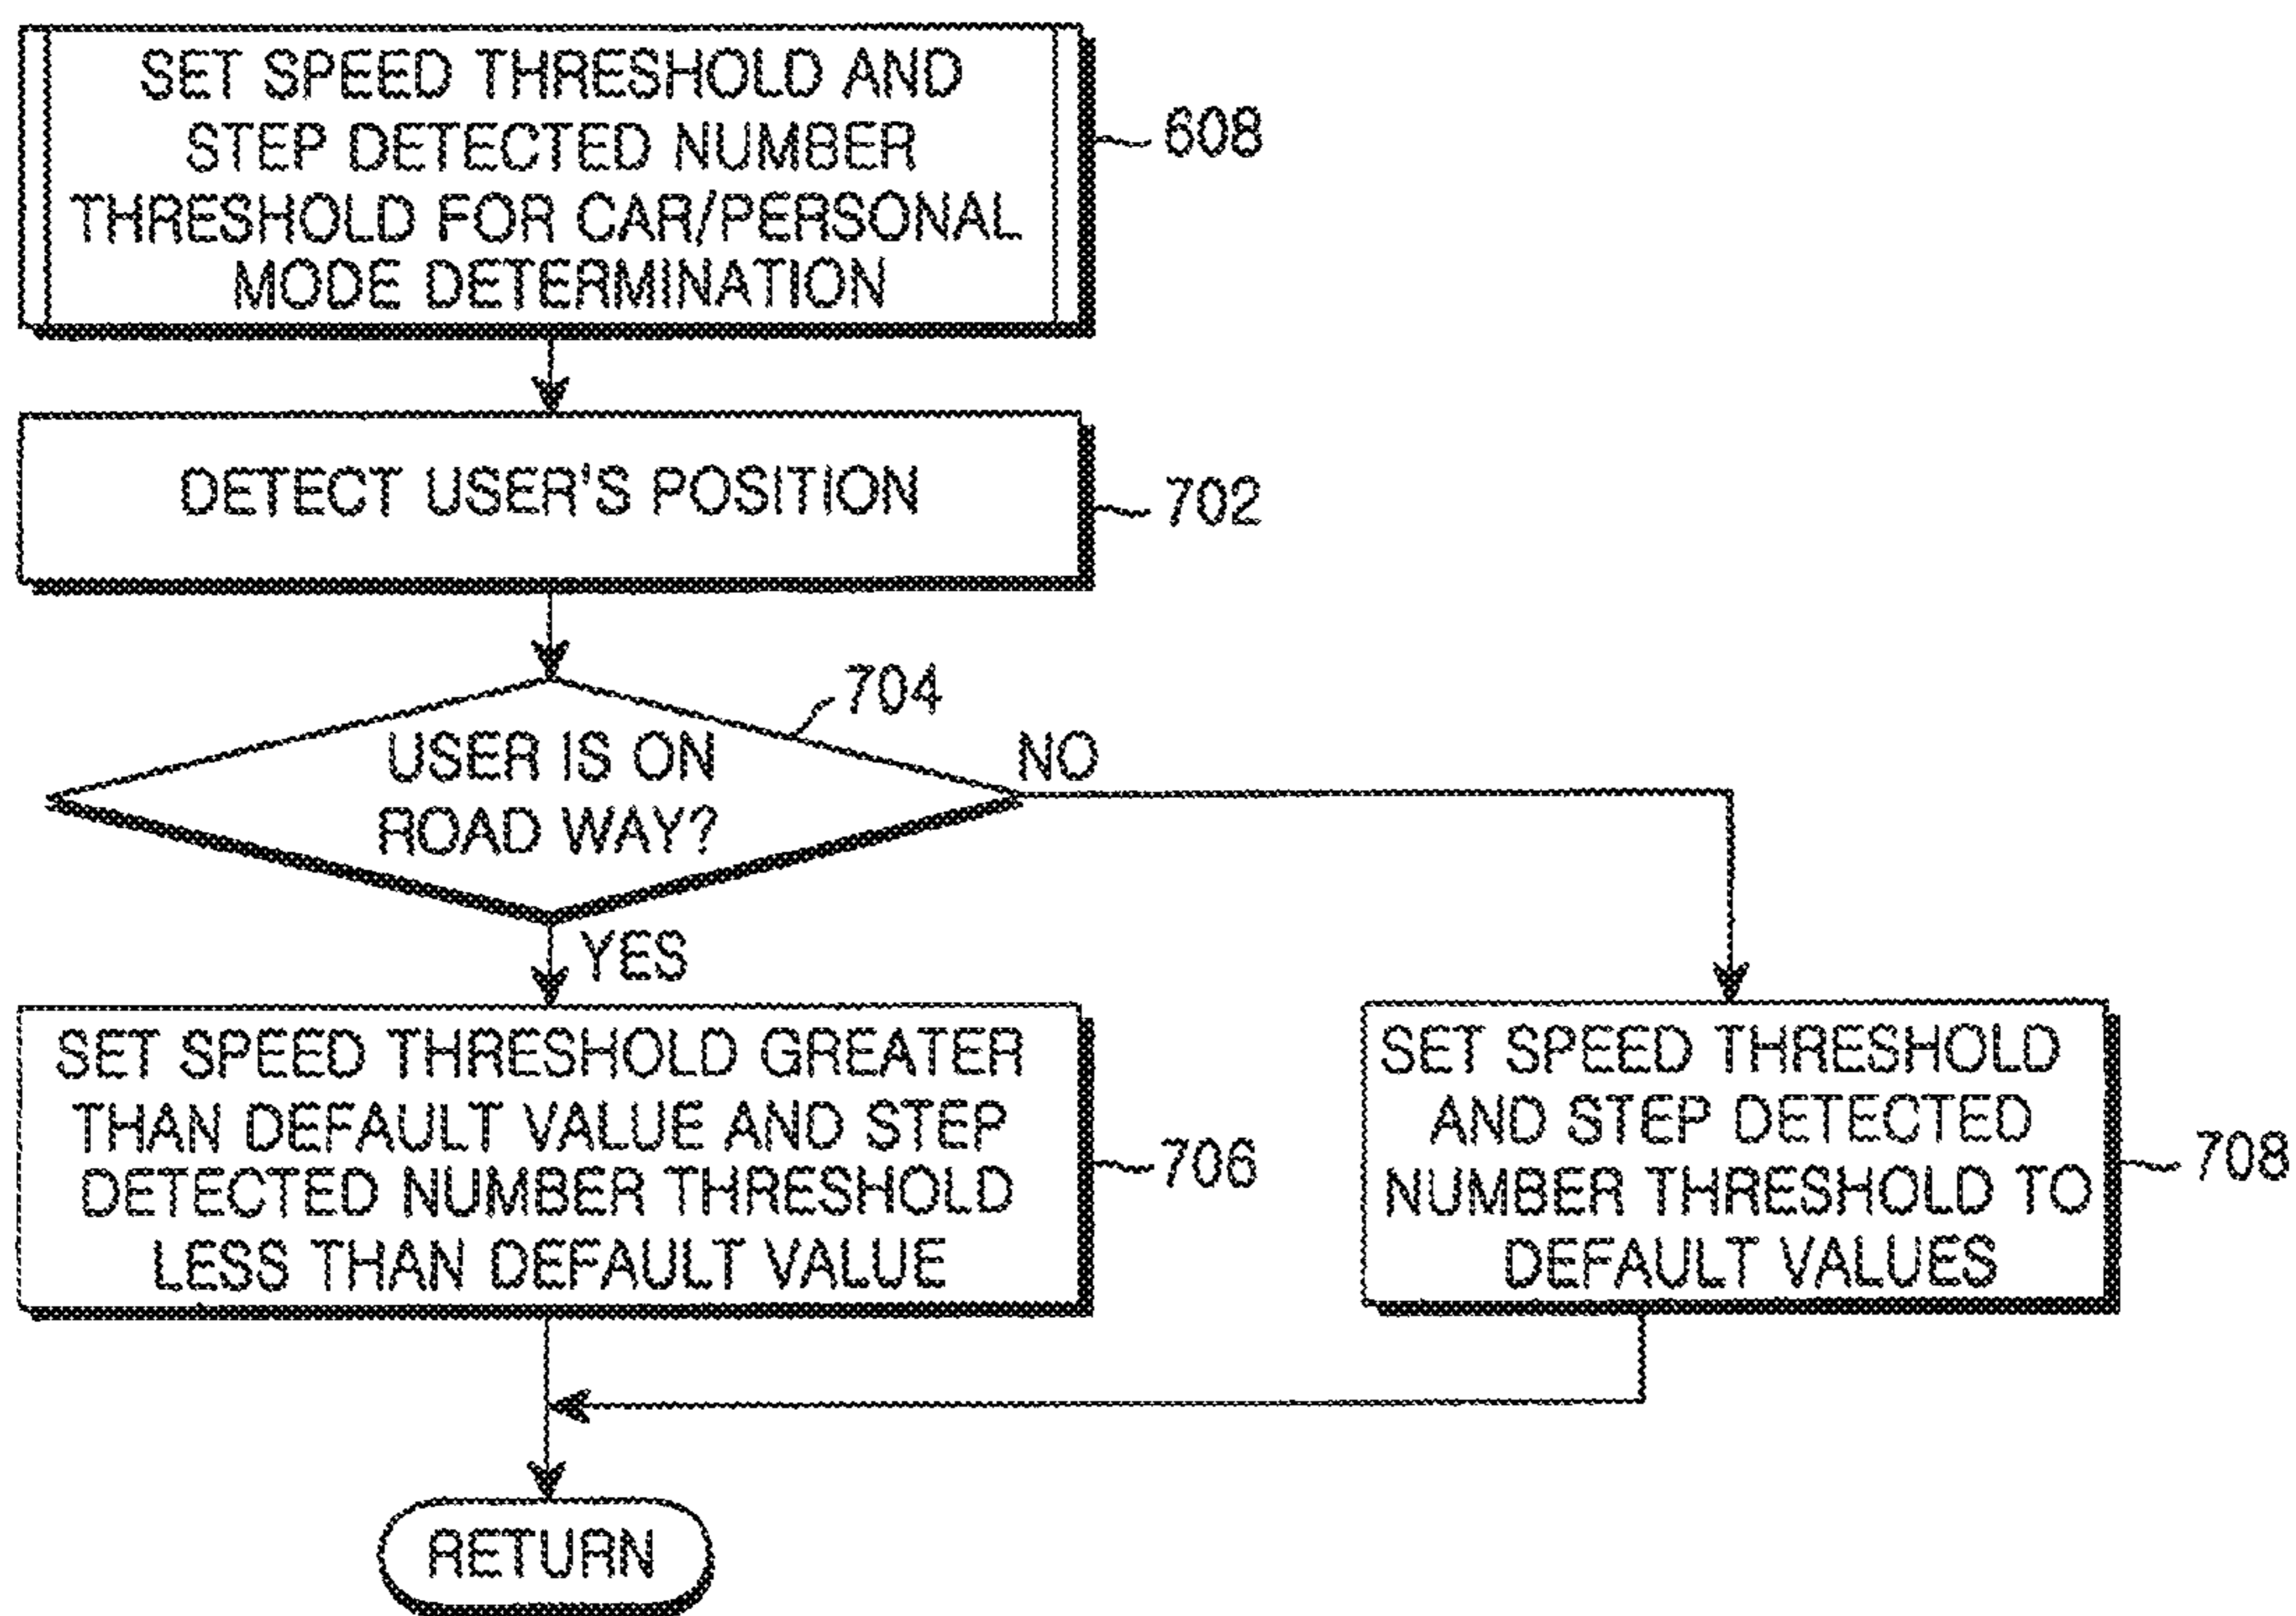 SET SPEED THRESHOLD AND
STEP DETECTED NUMBER
THRESHOLD FOR CAR/PERSONAL
MODE DETERMINATION
608
DETECT USER'S POSITION
702
704
USER IS ON
ROAD WAY?
NO
YES
SET SPEED THRESHOLD GREATER
THAN DEFAULT VALUE AND STEP
DETECTED NUMBER THRESHOLD
LESS THAN DEFAULT VALUE
706
SET SPEED THRESHOLD
AND STEP DETECTED
NUMBER THRESHOLD TO
DEFAULT VALUES
708
RETURN